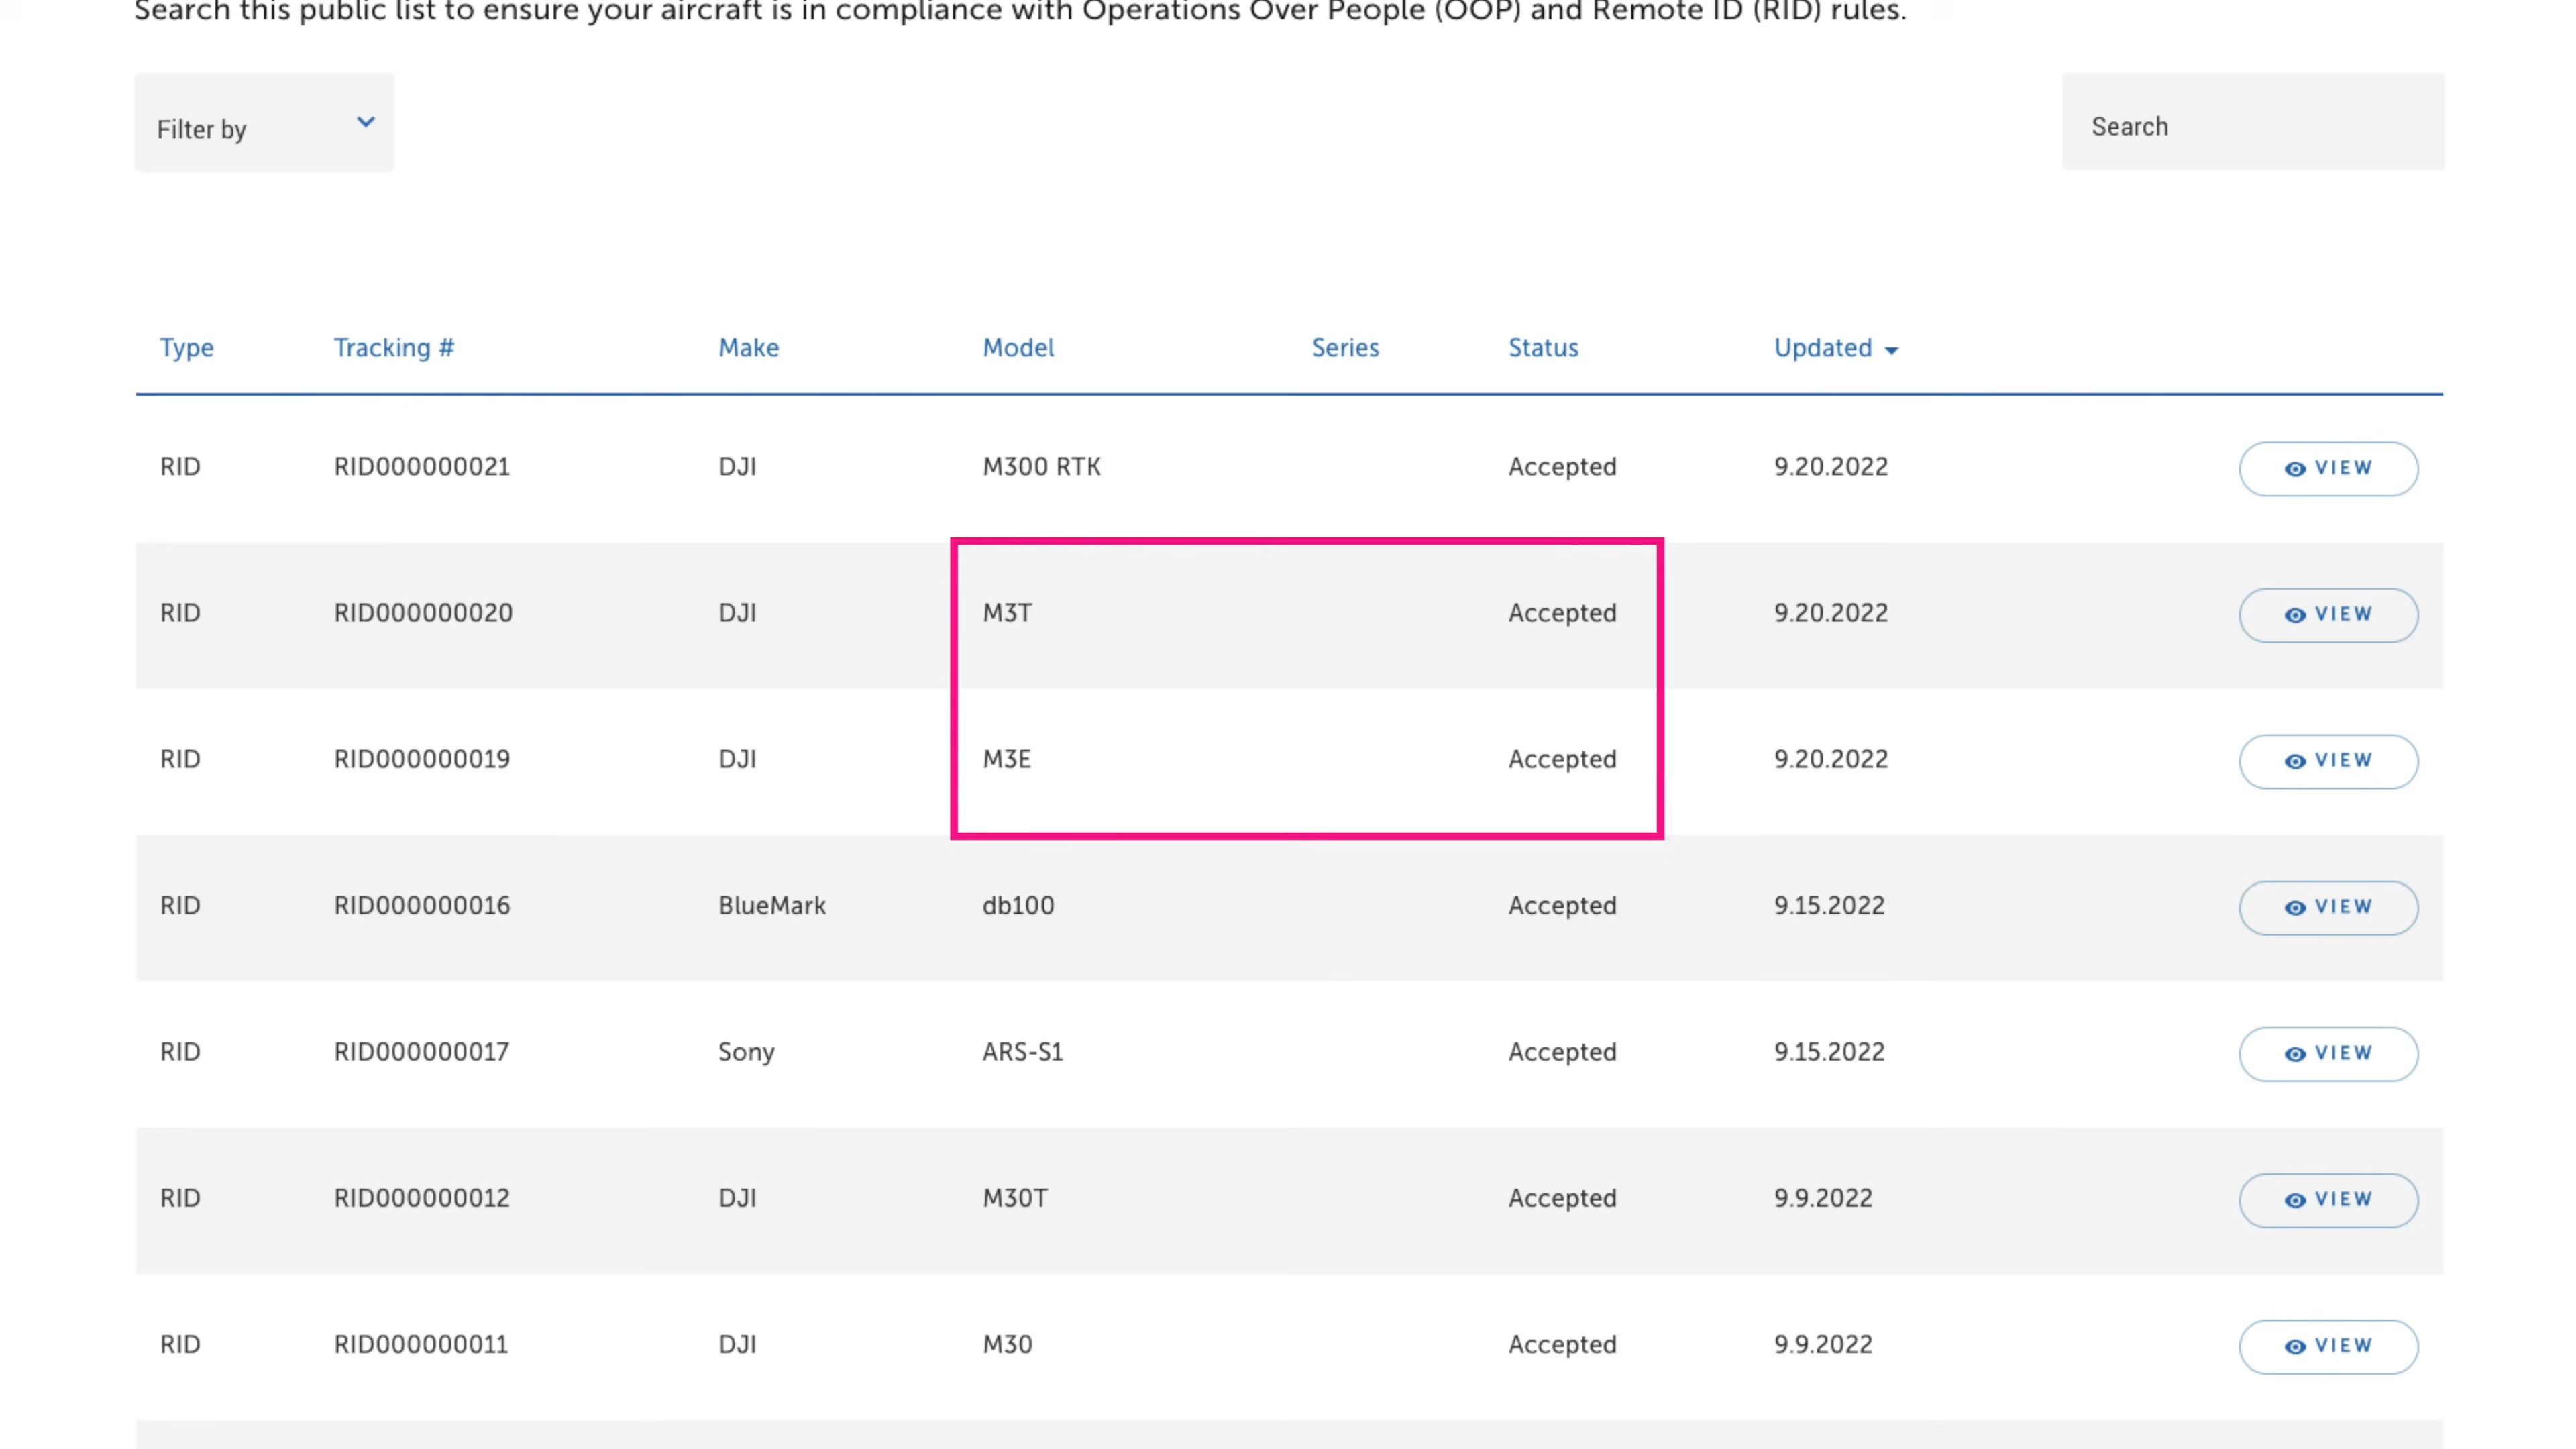 Search this public list to ensure your aircraft is in compliance with Operations Over People (OOP) and Remote ID (RID) rules.
Filter by
Search
Type Tracking # Make Model Series Status Updated
RID RID000000021 DJI M300 RTK Accepted 9.20.2022 VIEW
RID RID000000020 DJI M3T Accepted 9.20.2022 VIEW
RID RID000000019 DJI M3E Accepted 9.20.2022 VIEW
RID RID000000016 BlueMark db100 Accepted 9.15.2022 VIEW
RID RID000000017 Sony ARS-S1 Accepted 9.15.2022 VIEW
RID RID000000012 DJI M30T Accepted 9.9.2022 VIEW
RID RID000000011 DJI M30 Accepted 9.9.2022 VIEW